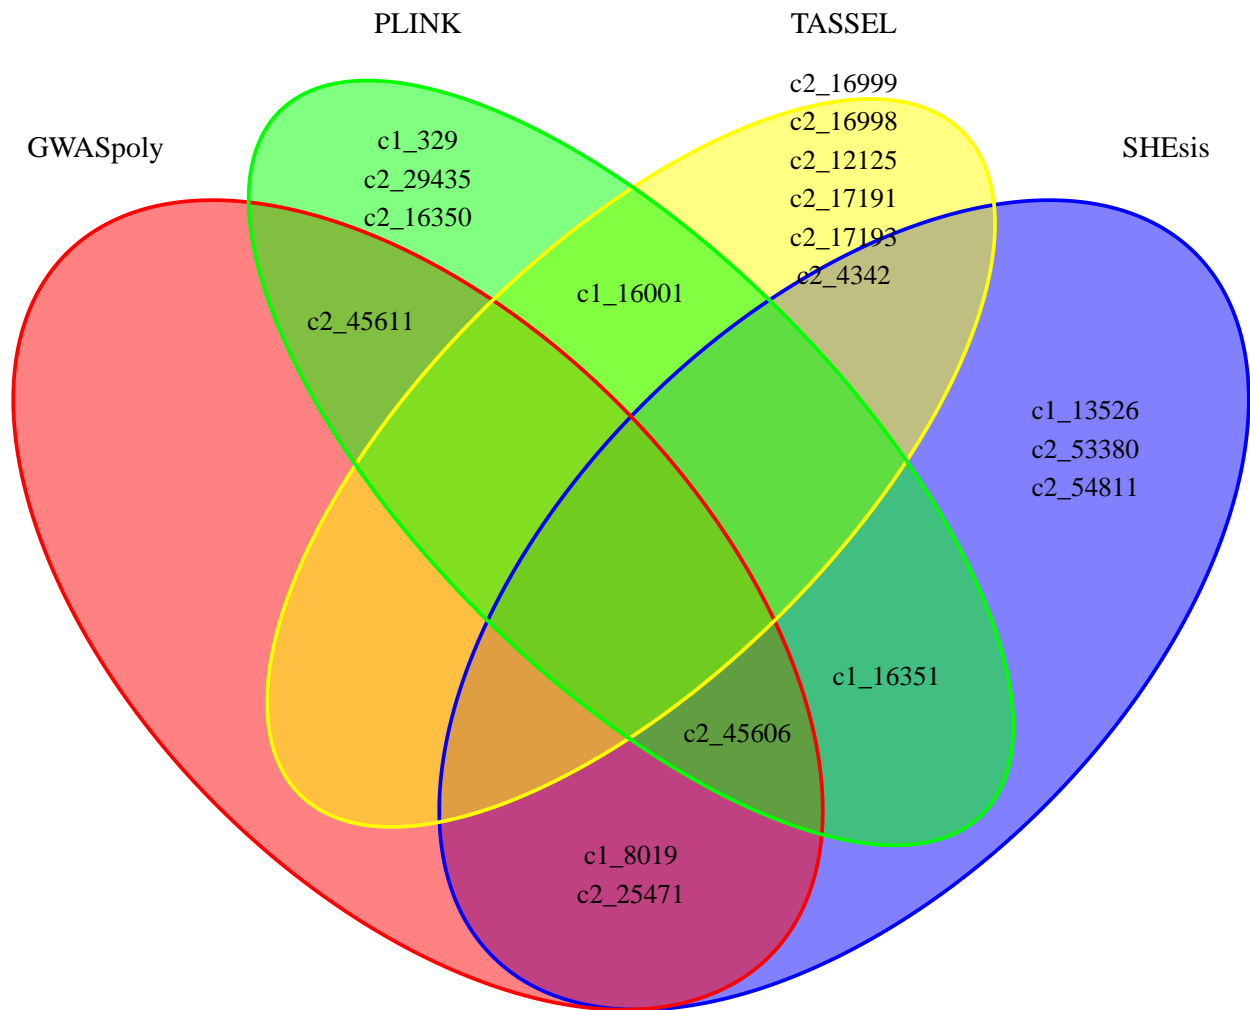 PLINK
TASSEL
GWASpoly
SHEsis
c1_329
c2_29435
c2_16350
c2_16999
c2_16998
c2_12125
c2_17191
c2_17193
c2_4342
c1_16001
c2_45611
c1_13526
c2_53380
c2_54811
c1_16351
c2_45606
c1_8019
c2_25471